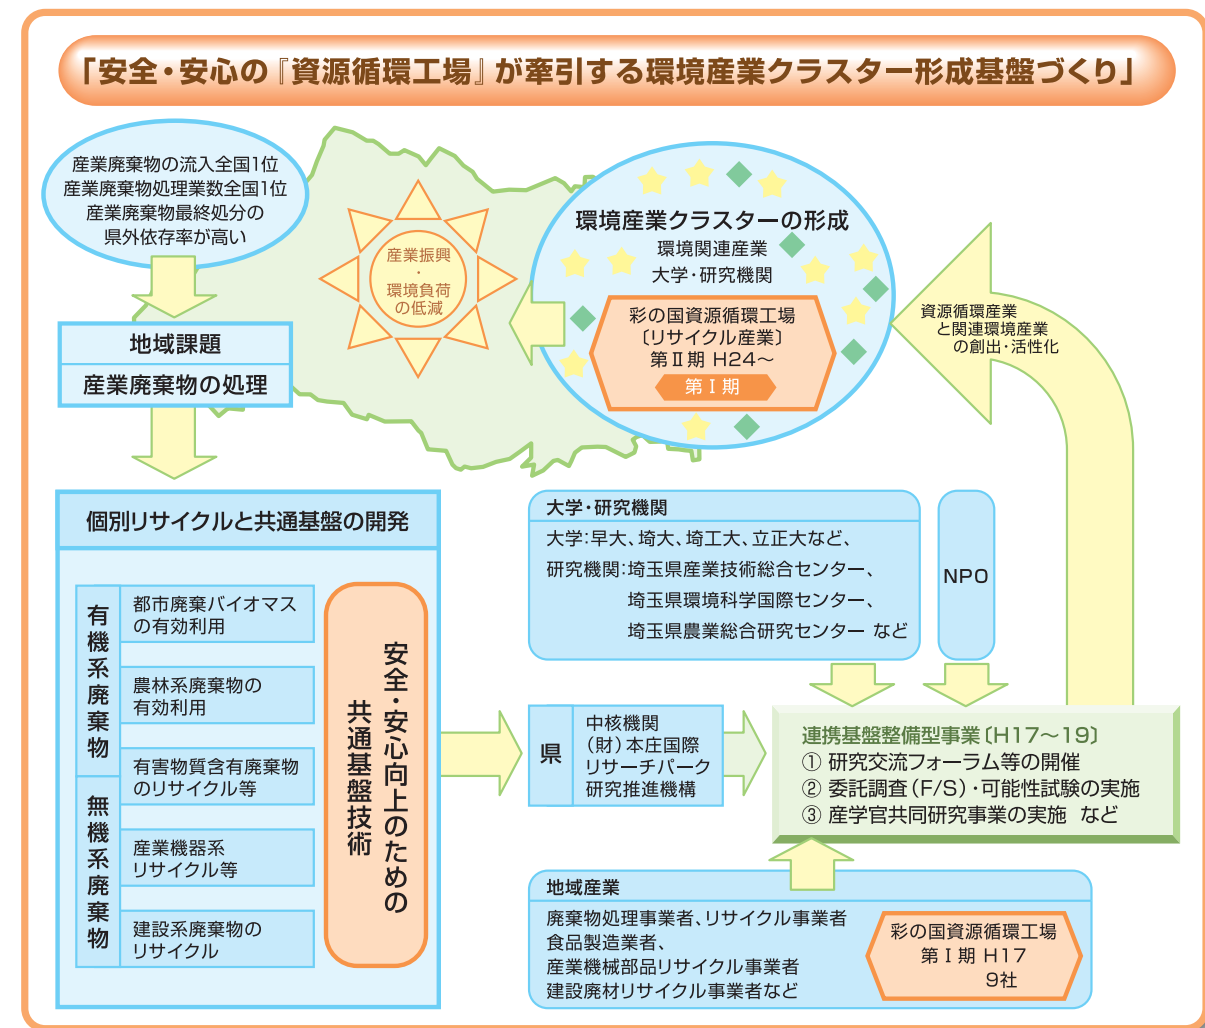 「安全・安心の『資源循環工場』が牽引する環境産業クラスター形成基盤づくり」
産業廃棄物の流入全国1位
産業廃棄物処理業数全国1位
産業廃棄物最終処分の
県外依存率が高い
地域課題
産業廃棄物の処理
産業振興
・
環境負荷
の低減
環境産業クラスターの形成
環境関連産業
大学・研究機関
彩の国資源循環工場
〔リサイクル産業〕
第Ⅱ期 H24～
第Ⅰ期
資源循環産業
と関連環境産業
の創出・活性化
個別リサイクルと共通基盤の開発
有機系廃棄物
都市廃棄バイオマス
の有効利用
農林系廃棄物の
有効利用
有害物質含有廃棄物
のリサイクル等
無機系廃棄物
産業機器系
リサイクル等
建設系廃棄物の
リサイクル
安全・安心向上のための
共通基盤技術
大学・研究機関
大学：早大、埼大、埼工大、立正大など、
研究機関：埼玉県産業技術総合センター、
埼玉県環境科学国際センター、
埼玉県農業総合研究センター など
NPO
県
中核機関
（財）本庄国際
リサーチパーク
研究推進機構
連携基盤整備型事業〔H17～19〕
① 研究交流フォーラム等の開催
② 委託調査（F/S）・可能性試験の実施
③ 産学官共同研究事業の実施 など
地域産業
廃棄物処理事業者、リサイクル事業者
食品製造業者、
産業機械部品リサイクル事業者
建設廃材リサイクル事業者など
彩の国資源循環工場
第Ⅰ期 H17
9社